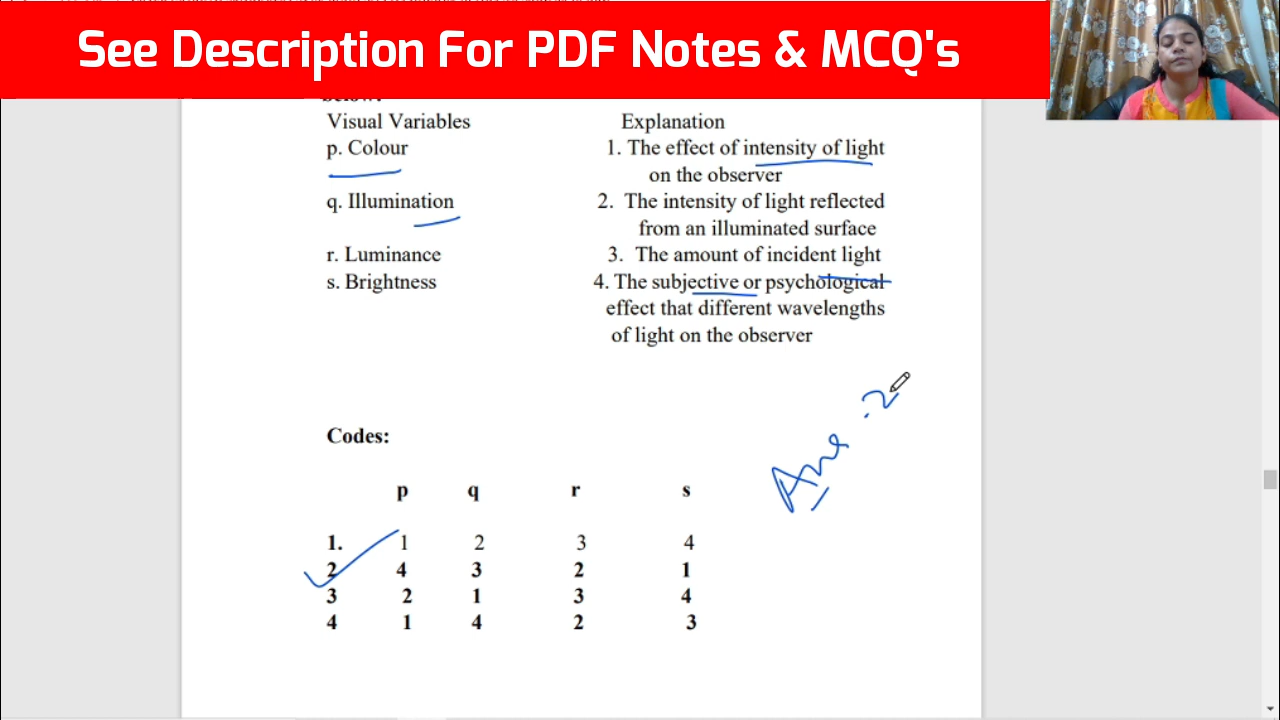 See Description For PDF Notes & MCQ's
Visual Variables Explanation
p. Colour 1. The effect of intensity of light
on the observer
q. Illumination 2. The intensity of light reflected
from an illuminated surface
r. Luminance 3. The amount of incident light
s. Brightness 4. The subjective or psychological
effect that different wavelengths
of light on the observer
Ans .2
Codes:
p q r s
1. 1 2 3 4
2 4 3 2 1
3 2 1 3 4
4 1 4 2 3